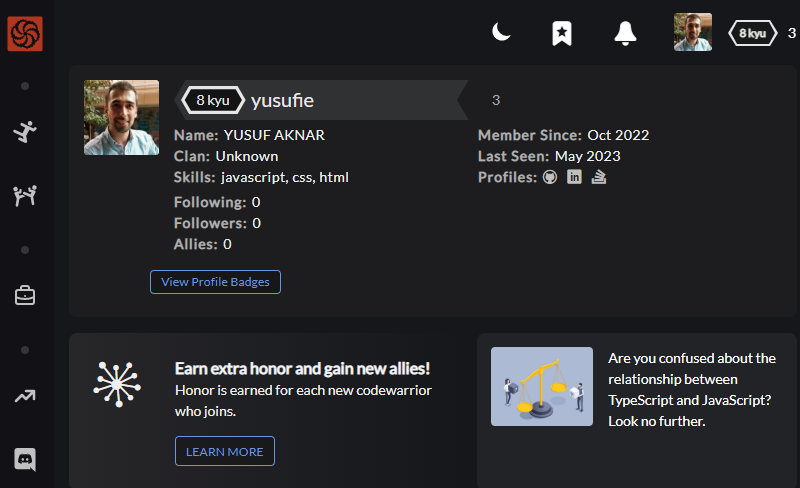 8 kyu 3
8 kyu yusufie 3
Name: YUSUF AKNAR
Clan: Unknown
Skills: javascript, css, html
Following: 0
Followers: 0
Allies: 0
Member Since: Oct 2022
Last Seen: May 2023
Profiles: in
View Profile Badges
Earn extra honor and gain new allies!
Honor is earned for each new codewarrior
who joins.
LEARN MORE
Are you confused about the
relationship between
TypeScript and JavaScript?
Look no further.